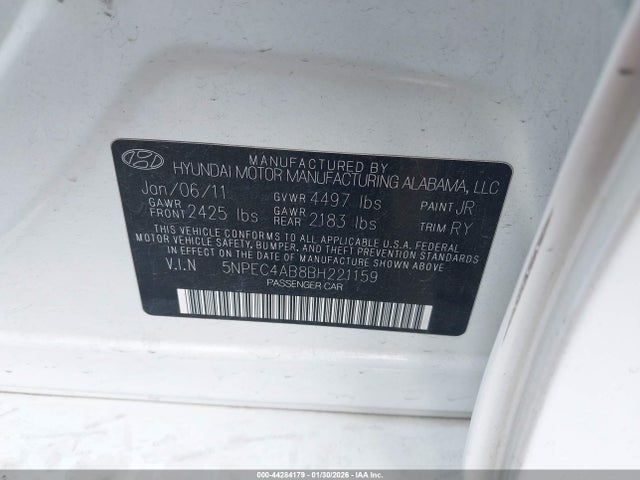 MANUFACTURED BY
HYUNDAI MOTOR MANUFACTURING ALABAMA, LLC
Jan/06/11 GVWR 4497 lbs PAINT JR
GAWR FRONT 2425 lbs GAWR REAR 2183 lbs TRIM RY
THIS VEHICLE CONFORMS TO ALL APPLICABLE U.S.A. FEDERAL
MOTOR VEHICLE SAFETY, BUMPER, AND THEFT PREVENTION STANDARDS
IN EFFECT ON THE DATE OF MANUFACTURE SHOWN ABOVE.
V.I.N 5NPEC4AB8BH221159
PASSENGER CAR
000-44284179 | 01/30/2026 | IAAI.COM